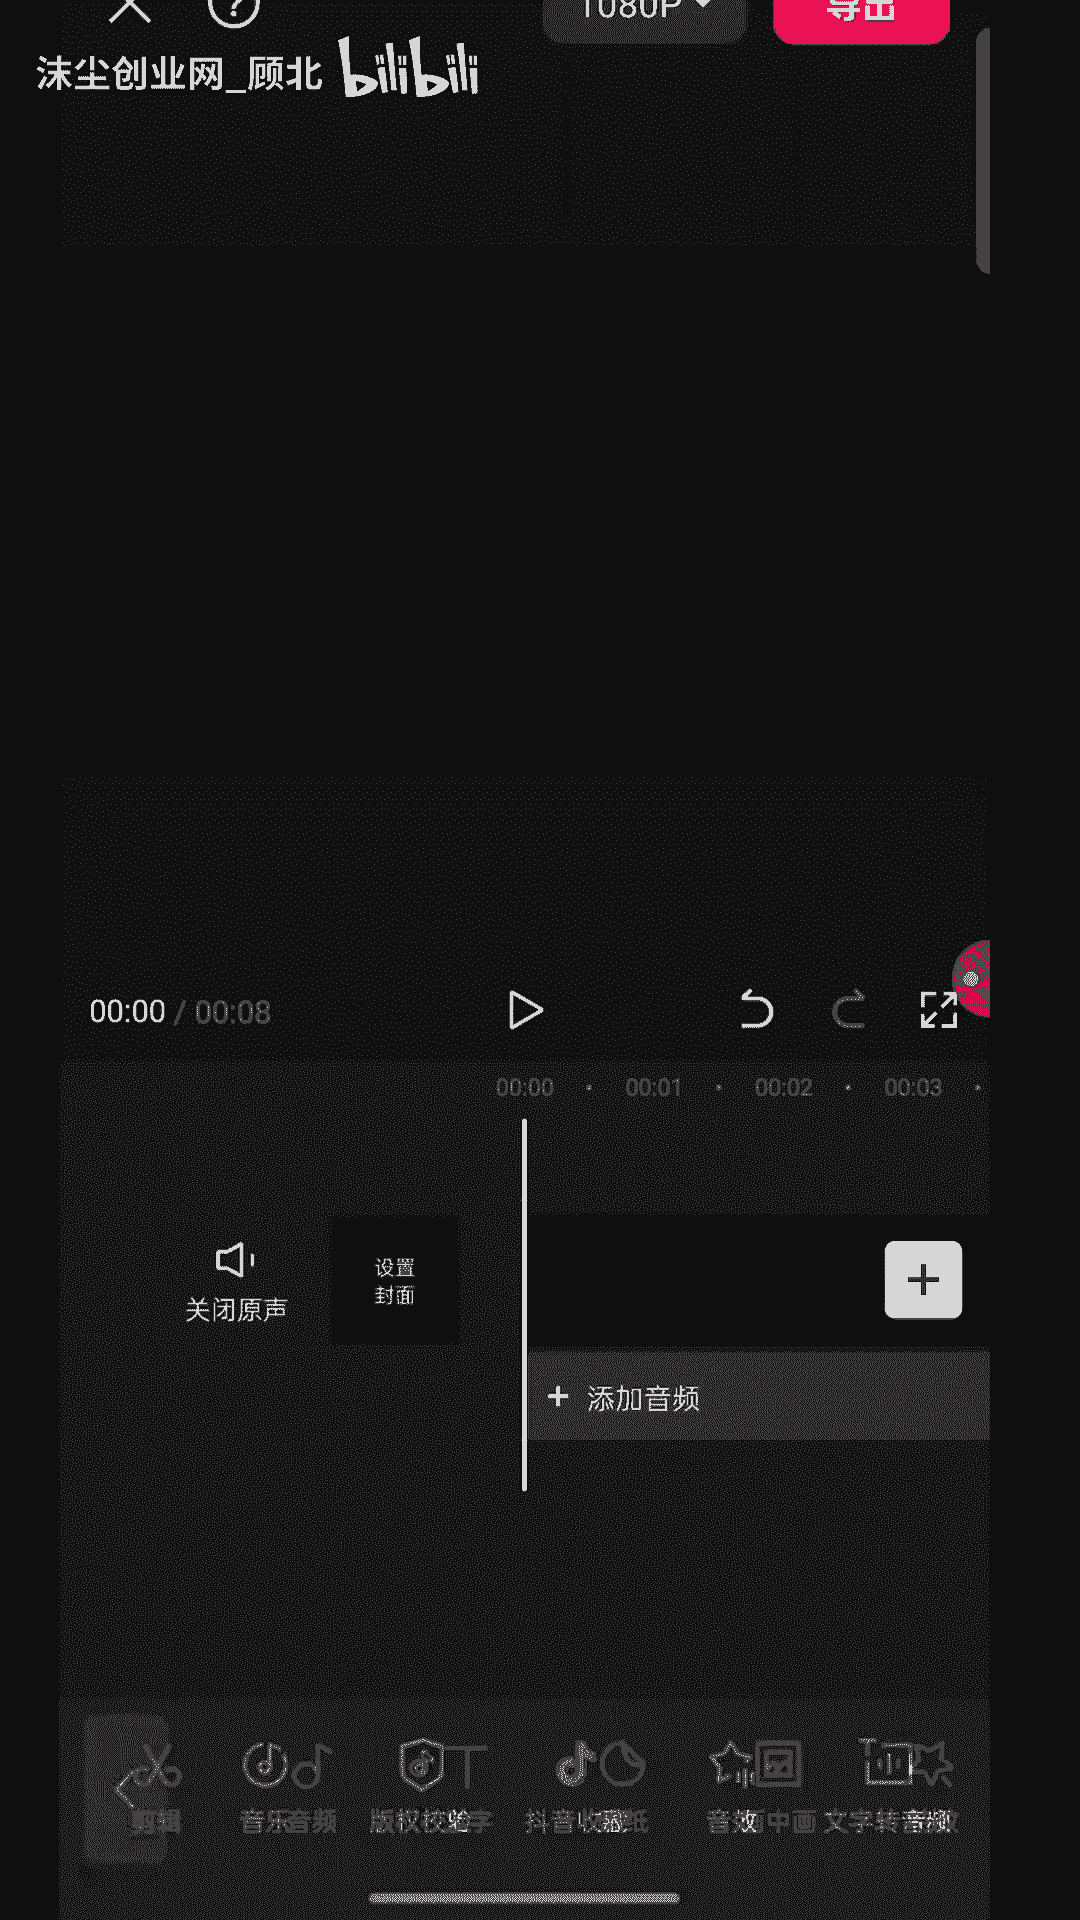 1080P
导出
沫尘创业网_顾北 bilibili
00:00 / 00:08
00:00 00:01 00:02 00:03
设置
封面
关闭原声
+ 添加音频
剪辑 音乐 音频 版权校验 抖音收藏 音效 画中画 文字转音频